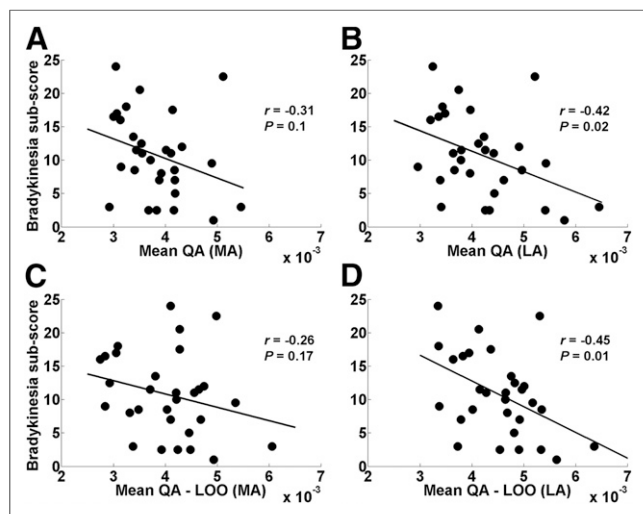 A
B
25
20
15
10
5
0
Bradykinesia sub-score
r = -0.31
P = 0.1
2 3 4 5 6 7
Mean QA (MA)
x 10⁻³
25
20
15
10
5
0
r = -0.42
P = 0.02
2 3 4 5 6 7
Mean QA (LA)
x 10⁻³
C
D
25
20
15
10
5
0
Bradykinesia sub-score
r = -0.26
P = 0.17
2 3 4 5 6 7
Mean QA - LOO (MA)
x 10⁻³
25
20
15
10
5
0
r = -0.45
P = 0.01
2 3 4 5 6 7
Mean QA - LOO (LA)
x 10⁻³